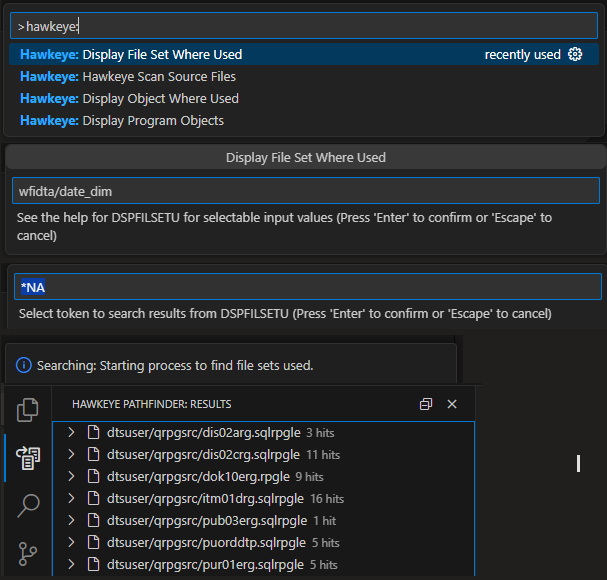 >hawkeye:
Hawkeye: Display File Set Where Used recently used
Hawkeye: Hawkeye Scan Source Files
Hawkeye: Display Object Where Used
Hawkeye: Display Program Objects
Display File Set Where Used
wfidta/date_dim
See the help for DSPFILSETU for selectable input values (Press 'Enter' to confirm or 'Escape' to
cancel)
*NA
Select token to search results from DSPFILSETU (Press 'Enter' to confirm or 'Escape' to cancel)
Searching: Starting process to find file sets used.
HAWKEYE PATHFINDER: RESULTS
dtsuser/qrpgsrc/dis02arg.sqlrpgle 3 hits
dtsuser/qrpgsrc/dis02crg.sqlrpgle 11 hits
dtsuser/qrpgsrc/dok10erg.rpgle 9 hits
dtsuser/qrpgsrc/itm01drg.sqlrpgle 16 hits
dtsuser/qrpgsrc/pub03erg.sqlrpgle 1 hit
dtsuser/qrpgsrc/puorddtp.sqlrpgle 5 hits
dtsuser/qrpgsrc/pur01erg.sqlrpgle 5 hits